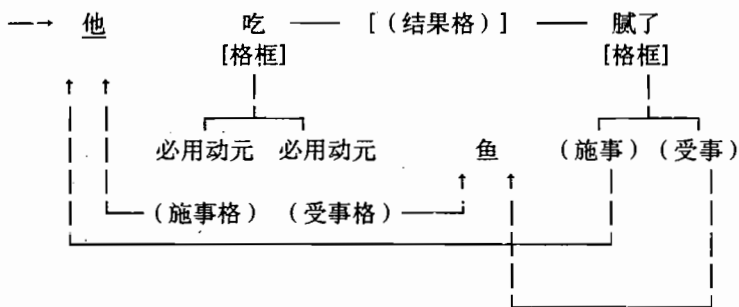 他 吃 [(结果格)] 腻了
[格框] [格框]
必用动元 必用动元 鱼 (施事) (受事)
(施事格) (受事格)